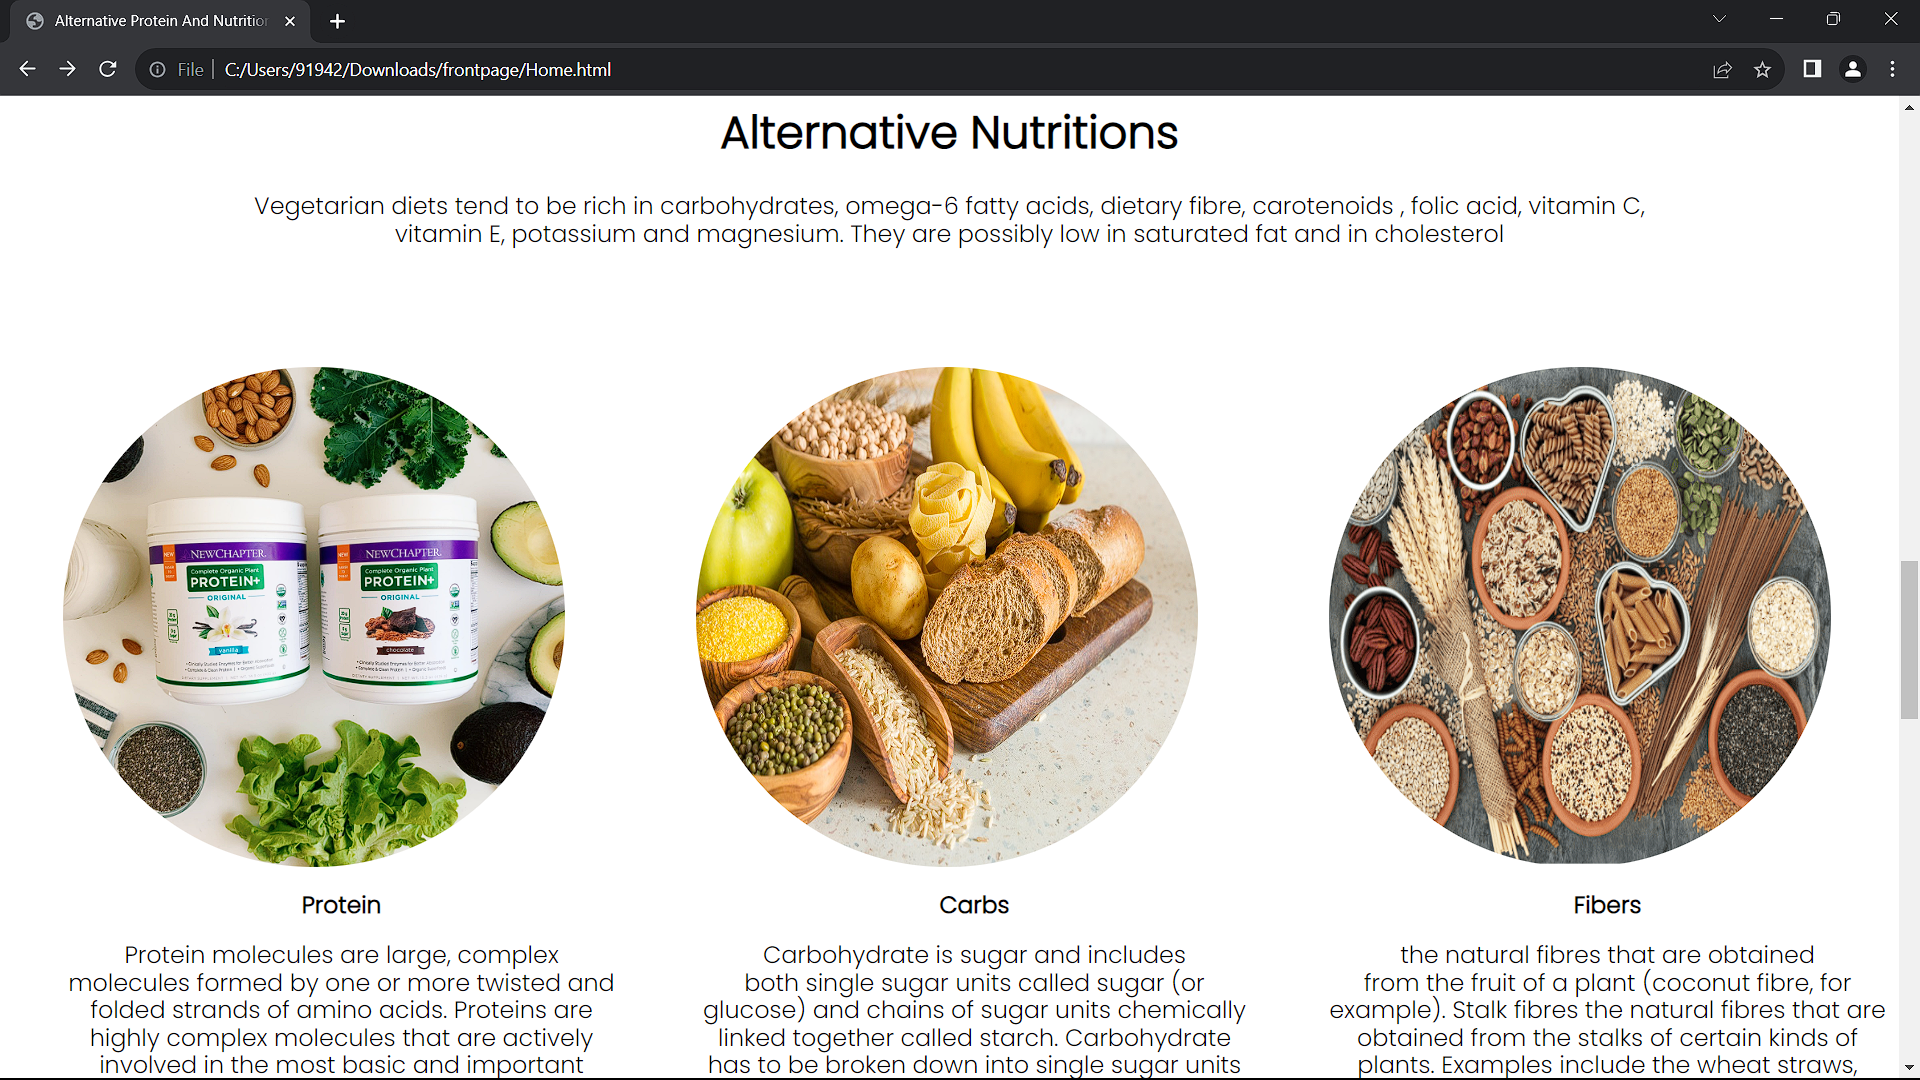 Alternative Protein And Nutrition
File
C:/Users/91942/Downloads/frontpage/Home.html
Alternative Nutritions
Vegetarian diets tend to be rich in carbohydrates, omega-6 fatty acids, dietary fibre, carotenoids , folic acid, vitamin C,
vitamin E, potassium and magnesium. They are possibly low in saturated fat and in cholesterol
NEW
NEWCHAPTER
Complete Organic Plant
PROTEIN+
ORIGINAL
vanilla
NEW
NEWCHAPTER
Complete Organic Plant
PROTEIN+
ORIGINAL
chocolate
Protein
Protein molecules are large, complex
molecules formed by one or more twisted and
folded strands of amino acids. Proteins are
highly complex molecules that are actively
involved in the most basic and important
Carbs
Carbohydrate is sugar and includes
both single sugar units called sugar (or
glucose) and chains of sugar units chemically
linked together called starch. Carbohydrate
has to be broken down into single sugar units
Fibers
the natural fibres that are obtained
from the fruit of a plant (coconut fibre, for
example). Stalk fibres the natural fibres that are
obtained from the stalks of certain kinds of
plants. Examples include the wheat straws,